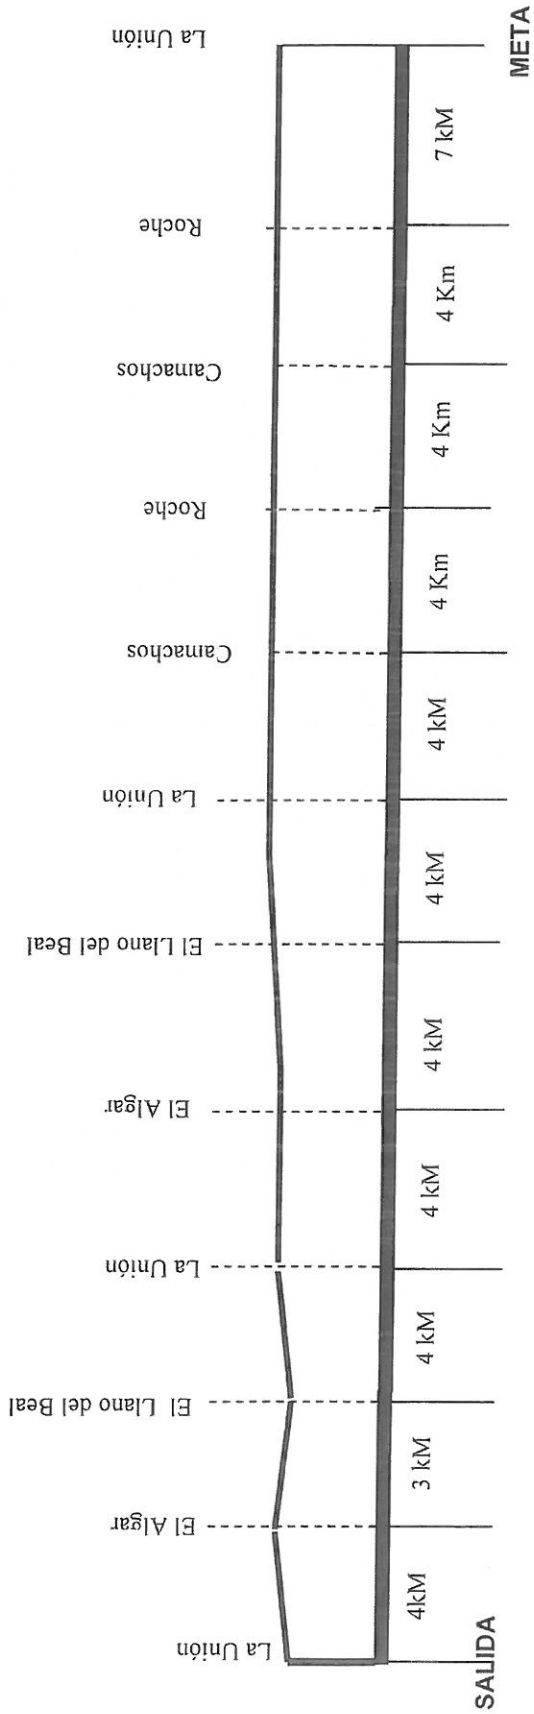 La Unión
El Algar
El Llano del Beal
La Unión
El Algar
El Llano del Beal
La Unión
Camachos
Roche
Camachos
Roche
La Unión
4kM
3 kM
4 kM
4 kM
4 kM
4 kM
4 kM
4 Km
4 Km
4 Km
7 kM
SALIDA
META